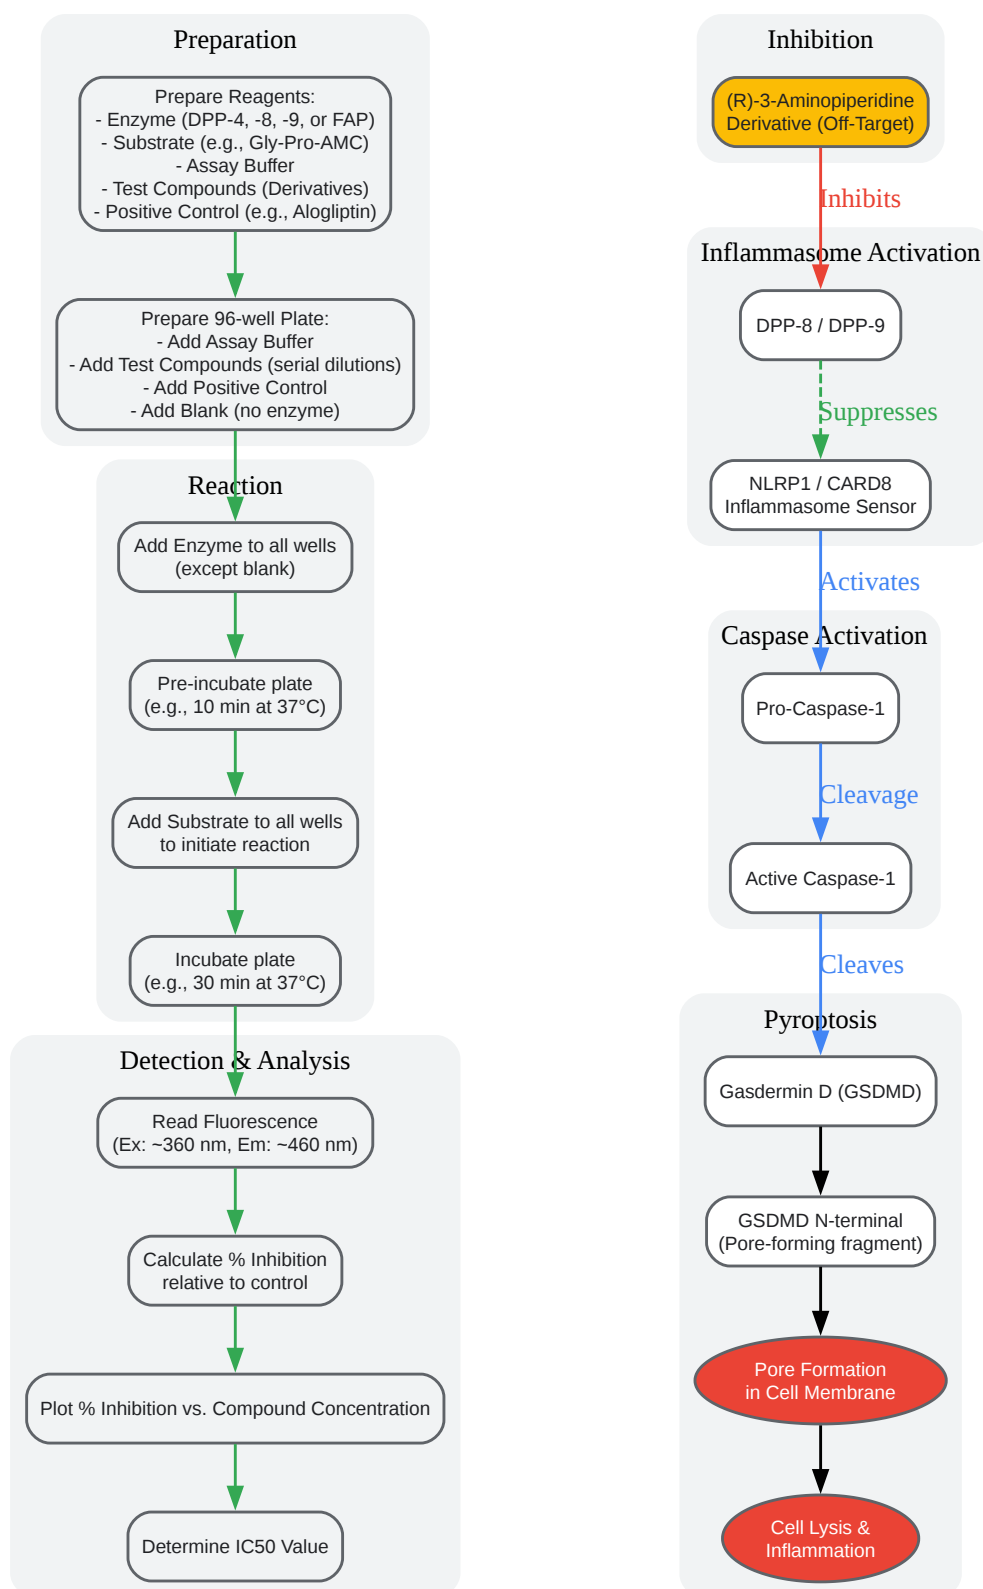 Preparation
Prepare Reagents:
- Enzyme (DPP-4, -8, -9, or FAP)
- Substrate (e.g., Gly-Pro-AMC)
- Assay Buffer
- Test Compounds (Derivatives)
- Positive Control (e.g., Alogliptin)
Prepare 96-well Plate:
- Add Assay Buffer
- Add Test Compounds (serial dilutions)
- Add Positive Control
- Add Blank (no enzyme)
Reaction
Add Enzyme to all wells
(except blank)
Pre-incubate plate
(e.g., 10 min at 37°C)
Add Substrate to all wells
to initiate reaction
Incubate plate
(e.g., 30 min at 37°C)
Detection & Analysis
Read Fluorescence
(Ex: ~360 nm, Em: ~460 nm)
Calculate % Inhibition
relative to control
Plot % Inhibition vs. Compound Concentration
Determine IC50 Value
Inhibition
(R)-3-Aminopiperidine
Derivative (Off-Target)
Inhibits
Inflammasome Activation
DPP-8 / DPP-9
Suppresses
NLRP1 / CARD8
Inflammasome Sensor
Activates
Caspase Activation
Pro-Caspase-1
Cleavage
Active Caspase-1
Cleaves
Pyroptosis
Gasdermin D (GSDMD)
GSDMD N-terminal
(Pore-forming fragment)
Pore Formation
in Cell Membrane
Cell Lysis &
Inflammation